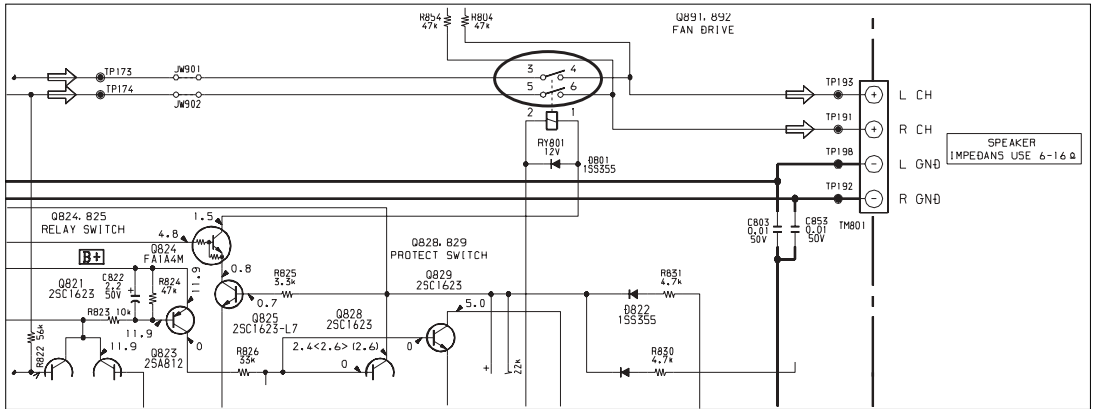 R854
47k
R804
47k
Q891, 892
FAN DRIVE
TP173
JW901
TP174
JW902
3
4
5
6
2
1
RY801
12V
D801
1SS355
TP193
+
L CH
TP191
+
R CH
TP198
-
L GND
TP192
-
R GND
TM801
SPEAKER
IMPEDANS USE 6-16 Ω
C803
0.01
50V
C853
0.01
50V
Q824, 825
RELAY SWITCH
1.5
4.8
Q824
FA1A4M
B+
Q821
2SC1623
C822
2.2
50V
+
R824
47k
11.9
0.8
Q825
2SC1623-L7
0.7
R825
3.3k
Q828, 829
PROTECT SWITCH
Q829
2SC1623
5.0
0
Q828
2SC1623
2.4<2.6> (2.6)
0
R823 10k
11.9
0
Q823
2SA812
11.9
R822 56k
R826
33k
+
22k
D822
1SS355
R831
4.7k
R830
4.7k